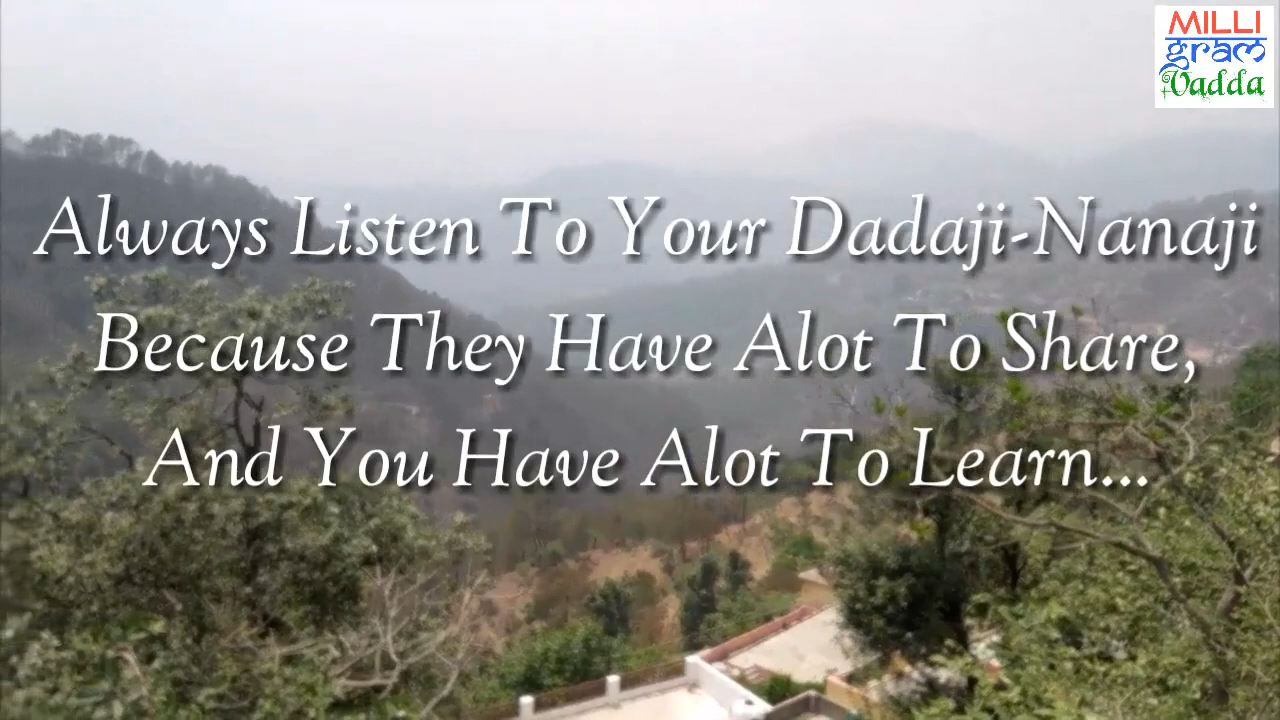 MILLI
gram
Vadda
Always Listen To Your Dadaji-Nanaji
Because They Have Alot To Share,
And You Have Alot To Learn...